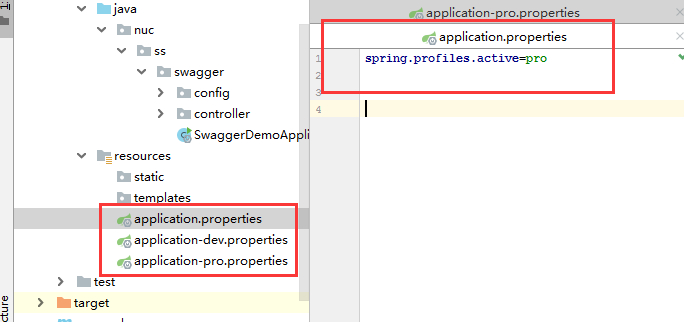 java
nuc
ss
swagger
config
controller
SwaggerDemoAppli
resources
static
templates
application.properties
application-dev.properties
application-pro.properties
test
target
1:
cture
application-pro.properties
application.properties
1 spring.profiles.active=pro
2
3
4